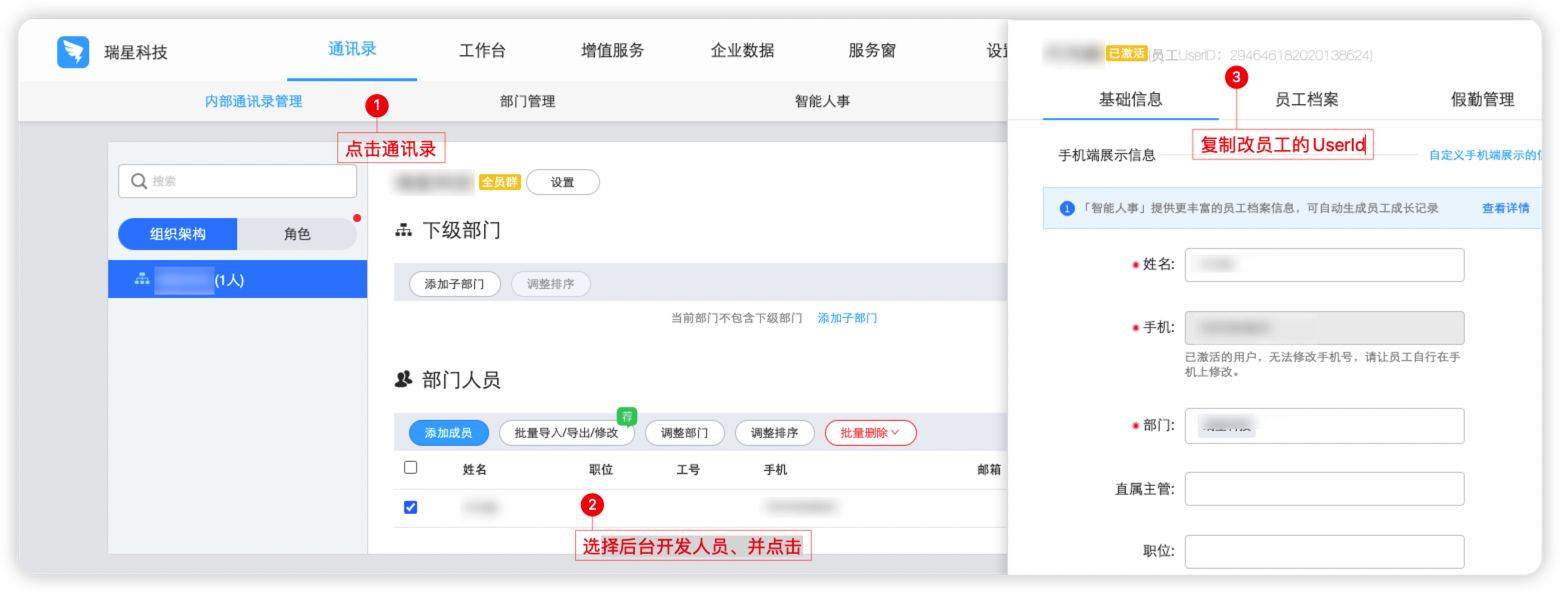 瑞星科技
通讯录
工作台
增值服务
企业数据
服务窗
设
内部通讯录管理
部门管理
智能人事
1
点击通讯录
搜索
组织架构
角色
(1人)
全员群
设置
下级部门
添加子部门
调整排序
当前部门不包含下级部门
添加子部门
部门人员
荐
添加成员
批量导入/导出/修改
调整部门
调整排序
批量删除
姓名
职位
工号
手机
邮箱
2
选择后台开发人员、并点击
已激活
(员工UserID: 294646182020138624)
3
基础信息
员工档案
假勤管理
复制改员工的UserId
手机端展示信息
自定义手机端展示的
「智能人事」提供更丰富的员工档案信息，可自动生成员工成长记录
查看详情
姓名:
手机:
已激活的用户，无法修改手机号，请让员工自行在手
机上修改。
部门:
直属主管:
职位: